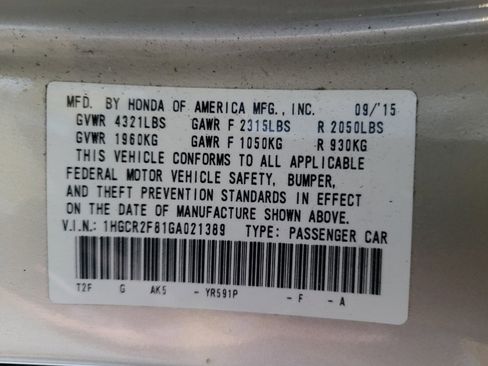 MFD. BY HONDA OF AMERICA MFG., INC. 09/'15
GVWR 4321LBS GAWR F 2315LBS R 2050LBS
GVWR 1960KG GAWR F 1050KG R 930KG
THIS VEHICLE CONFORMS TO ALL APPLICABLE
FEDERAL MOTOR VEHICLE SAFETY, BUMPER,
AND THEFT PREVENTION STANDARDS IN EFFECT
ON THE DATE OF MANUFACTURE SHOWN ABOVE.
V.I.N.: 1HGCR2F81GA021389 TYPE: PASSENGER CAR
T2F G AK5 - YR591P - F - A